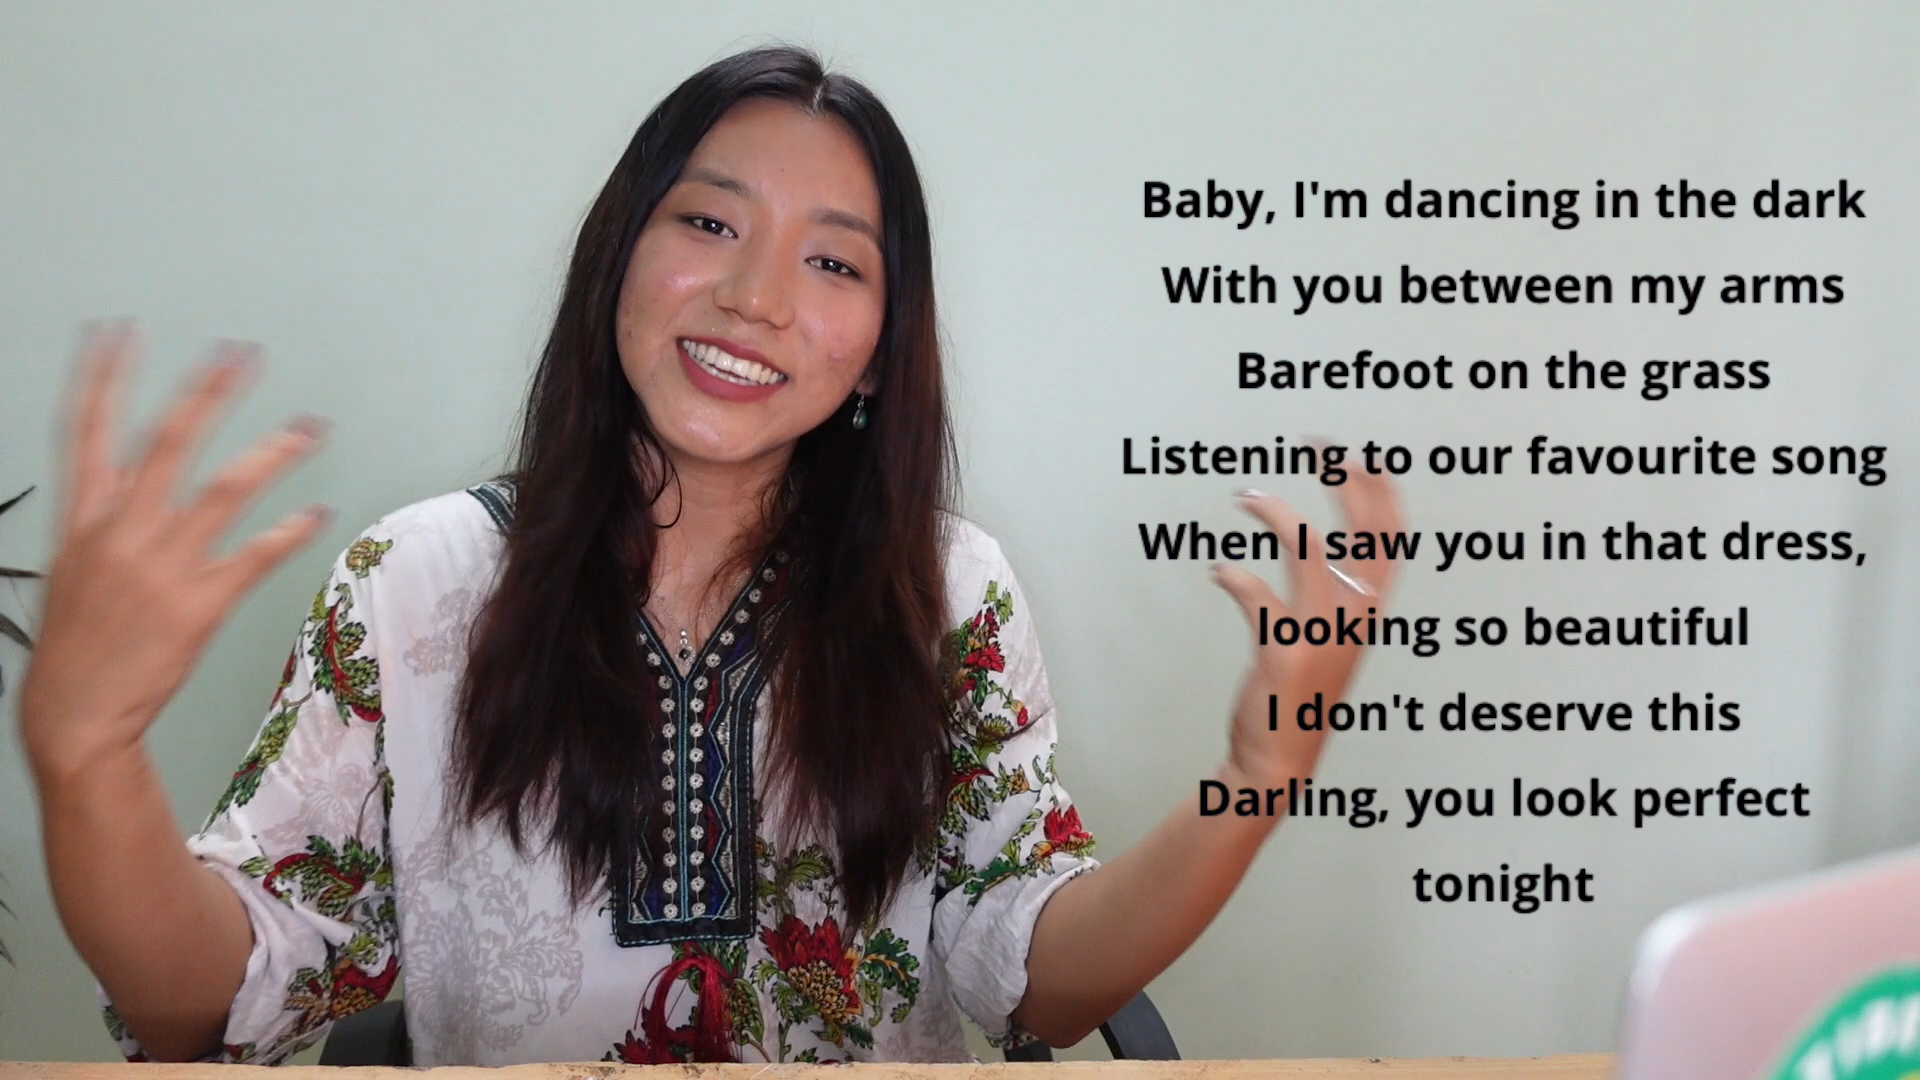 Baby, I'm dancing in the dark
With you between my arms
Barefoot on the grass
Listening to our favourite song
When I saw you in that dress,
looking so beautiful
I don't deserve this
Darling, you look perfect
tonight